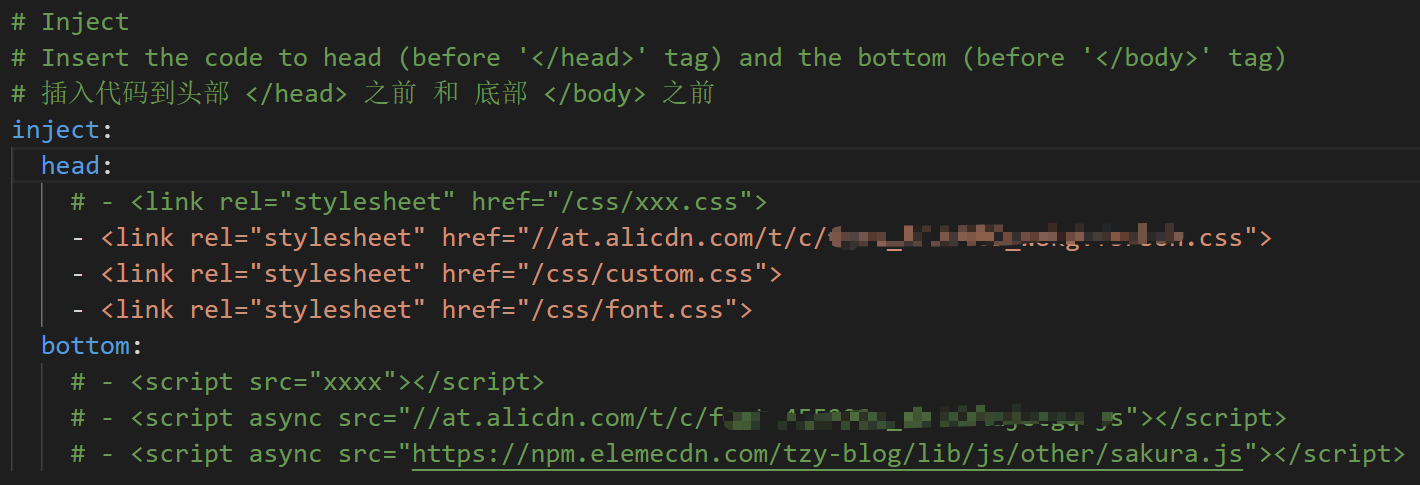 # Inject
# Insert the code to head (before '</head>' tag) and the bottom (before '</body>' tag)
# 插入代码到头部 </head> 之前 和 底部 </body> 之前
inject:
head:
# - <link rel="stylesheet" href="/css/xxx.css">
- <link rel="stylesheet" href="//at.alicdn.com/t/c/ .css">
- <link rel="stylesheet" href="/css/custom.css">
- <link rel="stylesheet" href="/css/font.css">
bottom:
# - <script src="xxxx"></script>
# - <script async src="//at.alicdn.com/t/c/ js"></script>
# - <script async src="https://npm.elemecdn.com/tzy-blog/lib/js/other/sakura.js"></script>